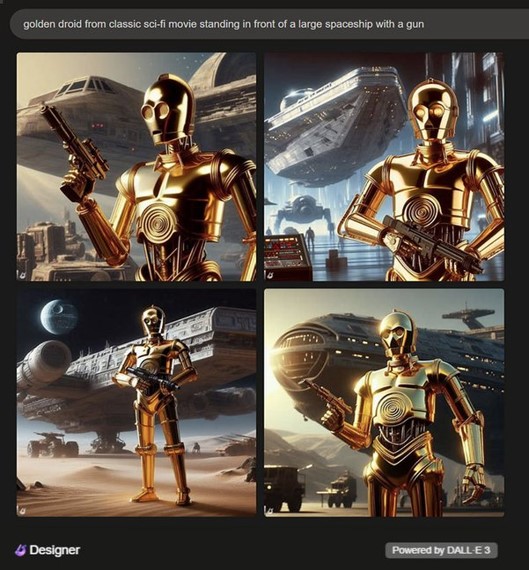 golden droid from classic sci-fi movie standing in front of a large spaceship with a gun
Designer
Powered by DALL·E 3